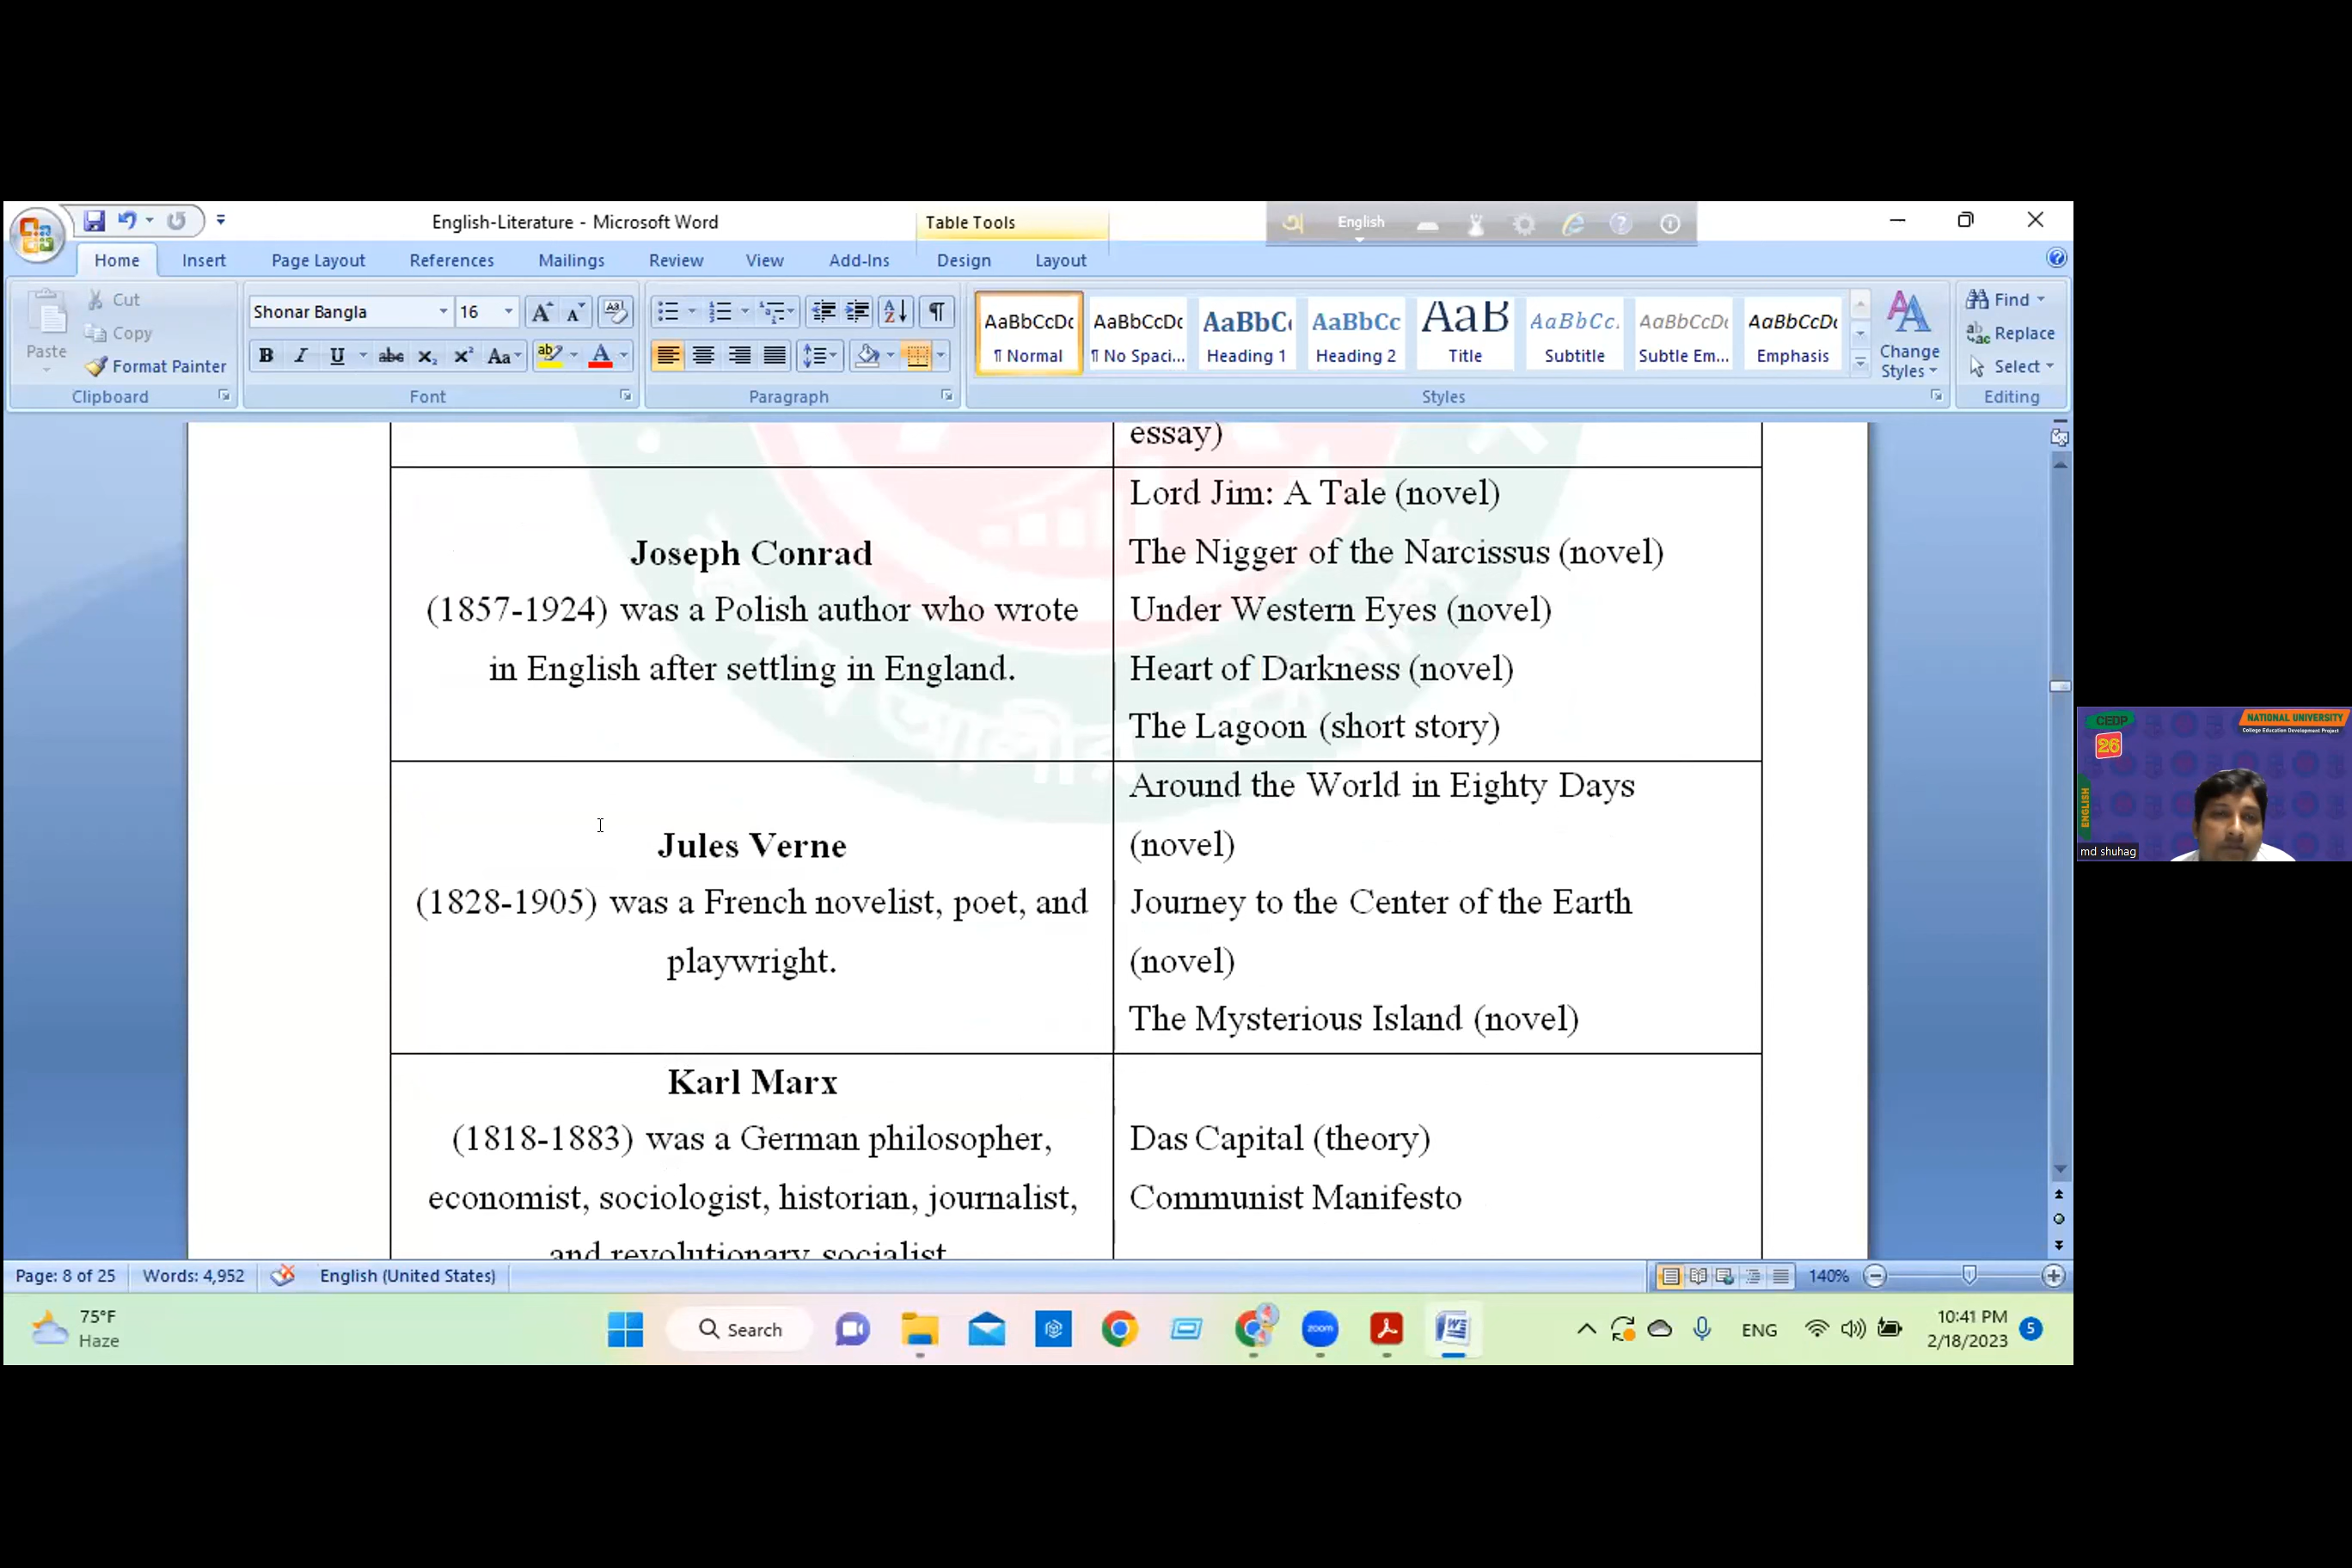 English-Literature - Microsoft Word
Table Tools
English
Home
Insert
Page Layout
References
Mailings
Review
View
Add-Ins
Design
Layout
Paste
Cut
Copy
Format Painter
Clipboard
Shonar Bangla
16
Font
Paragraph
AaBbCcDc
¶ Normal
AaBbCcDc
¶ No Spaci...
AaBbC
Heading 1
AaBbCc
Heading 2
AaB
Title
AaBbCc.
Subtitle
AaBbCcDc
Subtle Em...
AaBbCcDc
Emphasis
Change
Styles
Styles
Find
Replace
Select
Editing
essay)
Joseph Conrad
(1857-1924) was a Polish author who wrote
in English after settling in England.
Lord Jim: A Tale (novel)
The Nigger of the Narcissus (novel)
Under Western Eyes (novel)
Heart of Darkness (novel)
The Lagoon (short story)
Jules Verne
(1828-1905) was a French novelist, poet, and
playwright.
Around the World in Eighty Days
(novel)
Journey to the Center of the Earth
(novel)
The Mysterious Island (novel)
Karl Marx
(1818-1883) was a German philosopher,
economist, sociologist, historian, journalist,
and revolutionary socialist
Das Capital (theory)
Communist Manifesto
CEDP
26
ENGLISH
NATIONAL UNIVERSITY
College Education Development Project
md shuhag
Page: 8 of 25
Words: 4,952
English (United States)
140%
75°F
Haze
Search
zoom
ENG
10:41 PM
2/18/2023
5